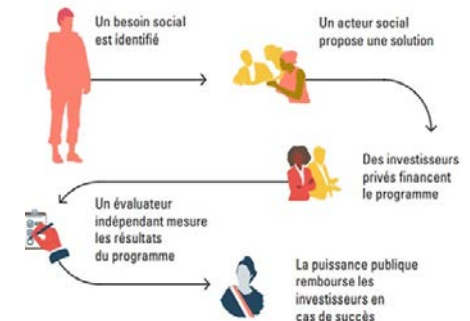 Un besoin social
est identifié
Un acteur social
propose une solution
Des investisseurs
privés financent
le programme
Un évaluateur
indépendant mesure
les résultats
du programme
La puissance publique
rembourse les
investisseurs en
cas de succès